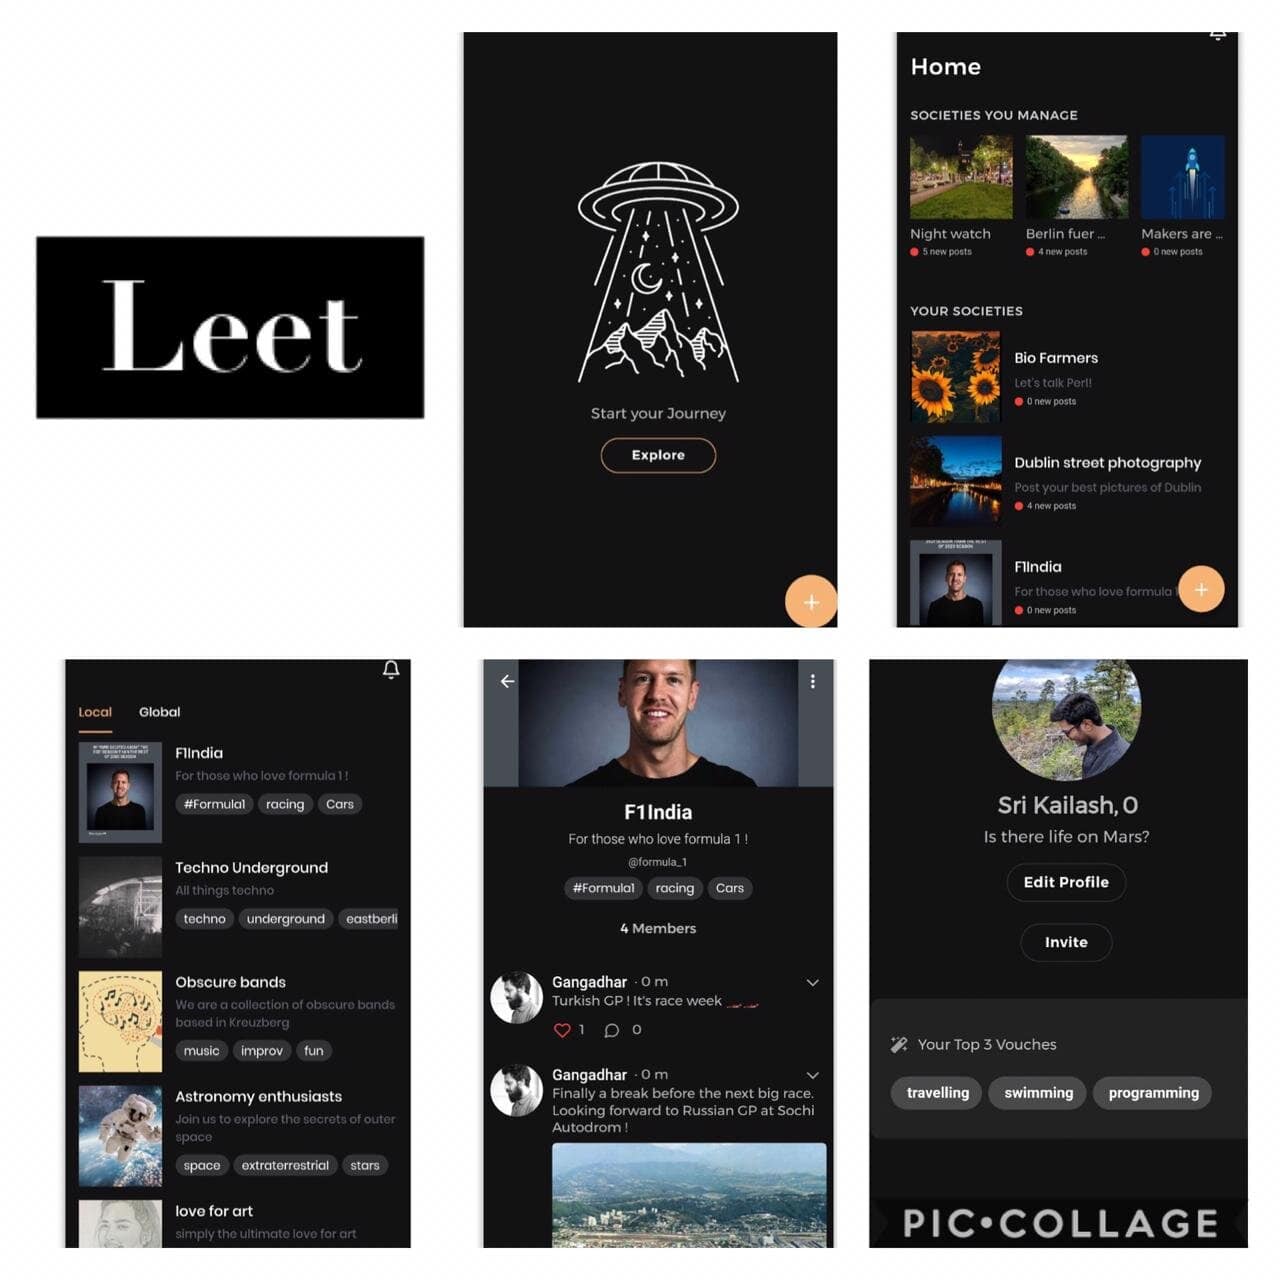 Leet
Start your Journey
Explore
+
Home
SOCIETIES YOU MANAGE
Night watch
5 new posts
Berlin fuer ...
4 new posts
Makers are ...
0 new posts
YOUR SOCIETIES
Bio Farmers
Let's talk Perl!
0 new posts
Dublin street photography
Post your best pictures of Dublin
4 new posts
OF 2020 SEASON
F1India
For those who love formula 1
0 new posts
+
Local
Global
F1India
For those who love formula 1 !
#Formula1 racing Cars
Techno Underground
All things techno
techno underground eastberli
Obscure bands
We are a collection of obscure bands
based in Kreuzberg
music improv fun
Astronomy enthusiasts
Join us to explore the secrets of outer
space
space extraterrestrial stars
love for art
simply the ultimate love for art
F1India
For those who love formula 1 !
@formula_1
#Formula1 racing Cars
4 Members
Gangadhar · 0 m
Turkish GP ! It's race week
1 0
Gangadhar · 0 m
Finally a break before the next big race.
Looking forward to Russian GP at Sochi
Autodrom !
Sri Kailash, 0
Is there life on Mars?
Edit Profile
Invite
Your Top 3 Vouches
travelling swimming programming
PIC•COLLAGE